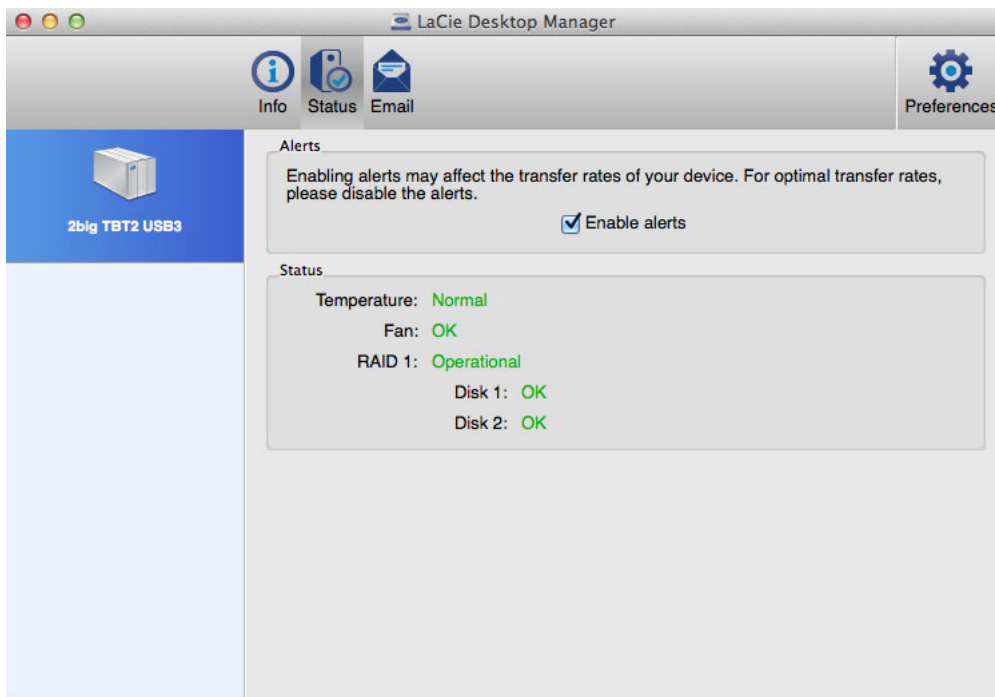 LaCie Desktop Manager
Info Status Email Preferences
2big TBT2 USB3
Alerts
Enabling alerts may affect the transfer rates of your device. For optimal transfer rates,
please disable the alerts.
Enable alerts
Status
Temperature: Normal
Fan: OK
RAID 1: Operational
Disk 1: OK
Disk 2: OK